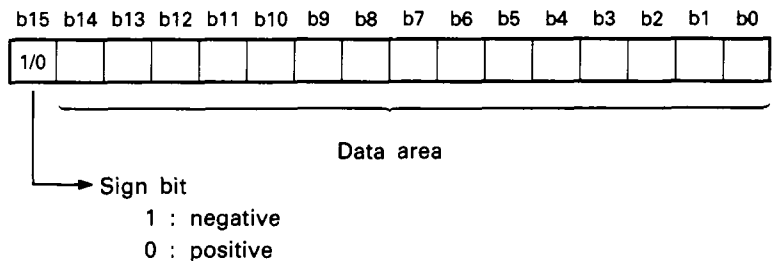 b15 b14 b13 b12 b11 b10 b9 b8 b7 b6 b5 b4 b3 b2 b1 b0
1/0
Data area
Sign bit
1 : negative
0 : positive